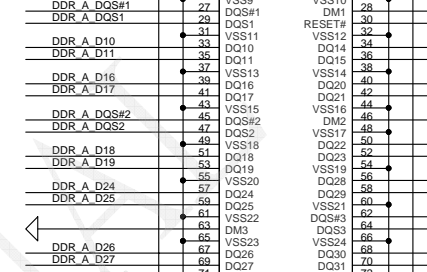 VSS9 VSS10
DDR_A_DQS#1 27 DQS#1 DM1 28
DDR_A_DQS1 29 DQS1 RESET# 30
31 VSS11 VSS12 32
DDR_A_D10 33 DQ10 DQ14 34
DDR_A_D11 35 DQ11 DQ15 36
37 VSS13 VSS14 38
DDR_A_D16 39 DQ16 DQ20 40
DDR_A_D17 41 DQ17 DQ21 42
43 VSS15 VSS16 44
DDR_A_DQS#2 45 DQS#2 DM2 46
DDR_A_DQS2 47 DQS2 VSS17 48
49 VSS18 DQ22 50
DDR_A_D18 51 DQ18 DQ23 52
DDR_A_D19 53 DQ19 VSS19 54
55 VSS20 DQ28 56
DDR_A_D24 57 DQ24 DQ29 58
DDR_A_D25 59 DQ25 VSS21 60
61 VSS22 DQS#3 62
63 DM3 DQS3 64
65 VSS23 VSS24 66
DDR_A_D26 67 DQ26 DQ30 68
DDR_A_D27 69 DQ27 DQ31 70